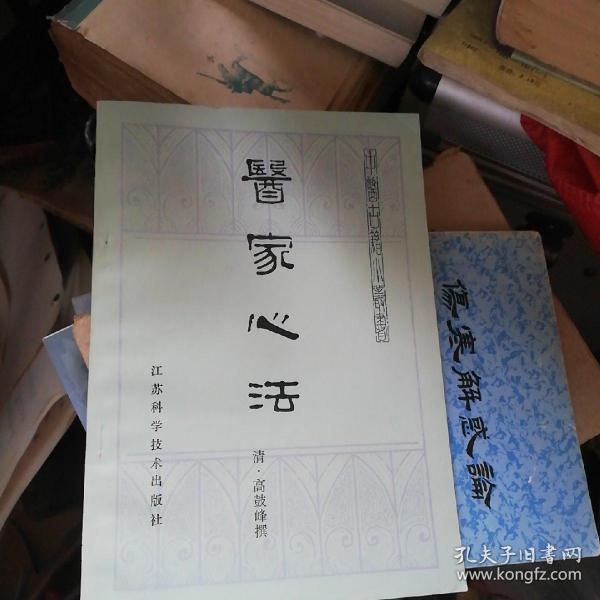 醫家心法
中醫古籍小叢書
清·高鼓峰撰
江苏科学技术出版社
傷寒解惑論
孔夫子旧书网
www.kongfz.com